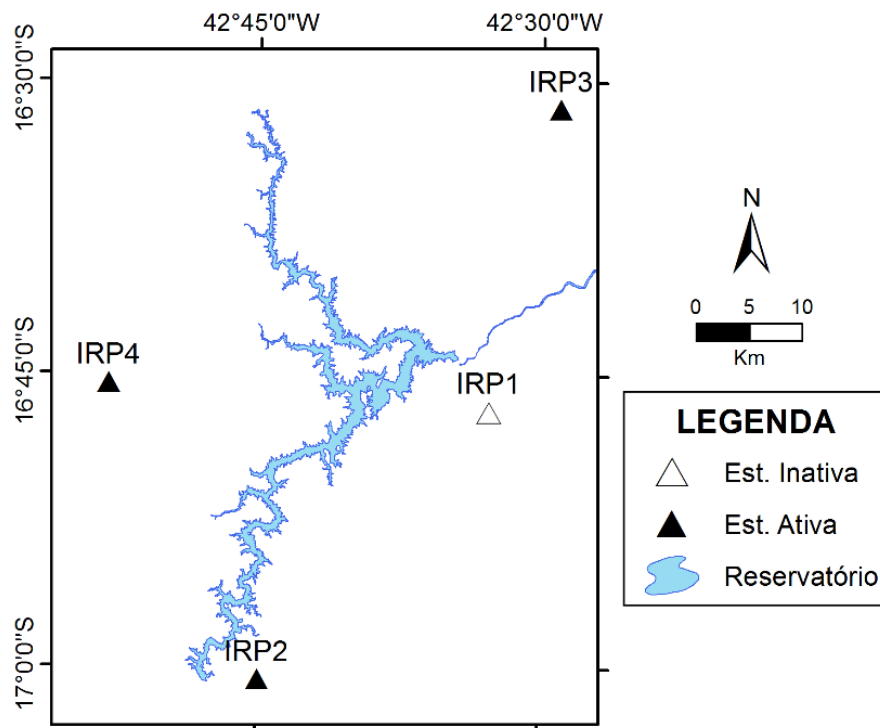 42°45'0"W
42°30'0"W
16°30'0"S
IRP3
N
0 5 10
Km
16°45'0"S
IRP4
IRP1
LEGENDA
Est. Inativa
Est. Ativa
Reservatório
17°0'0"S
IRP2